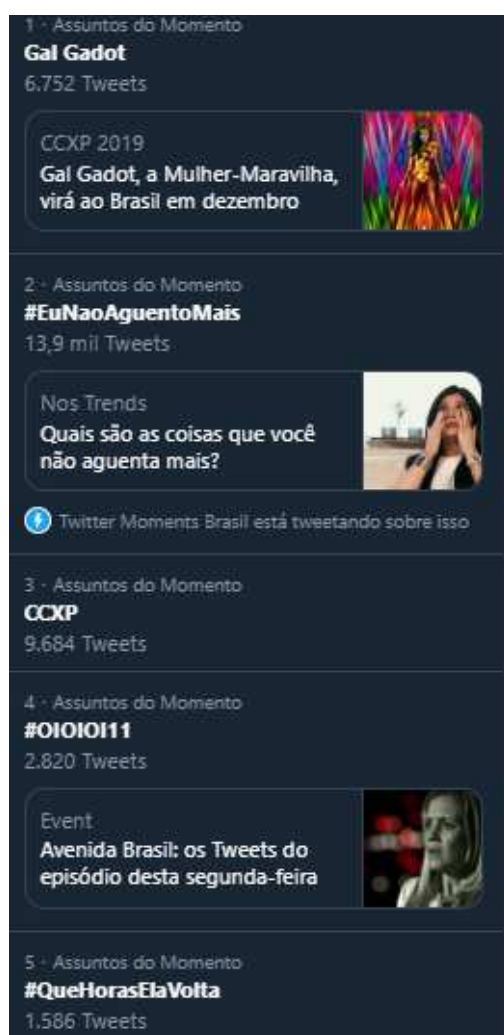 1 · Assuntos do Momento
Gal Gadot
6.752 Tweets
CCXP 2019
Gal Gadot, a Mulher-Maravilha,
virá ao Brasil em dezembro
2 · Assuntos do Momento
#EuNaoAguentoMais
13,9 mil Tweets
Nos Trends
Quais são as coisas que você
não aguenta mais?
Twitter Moments Brasil está tweetando sobre isso
3 · Assuntos do Momento
CCXP
9.684 Tweets
4 · Assuntos do Momento
#OIOIOI11
2.820 Tweets
Event
Avenida Brasil: os Tweets do
episódio desta segunda-feira
5 · Assuntos do Momento
#QueHorasElaVolta
1.586 Tweets